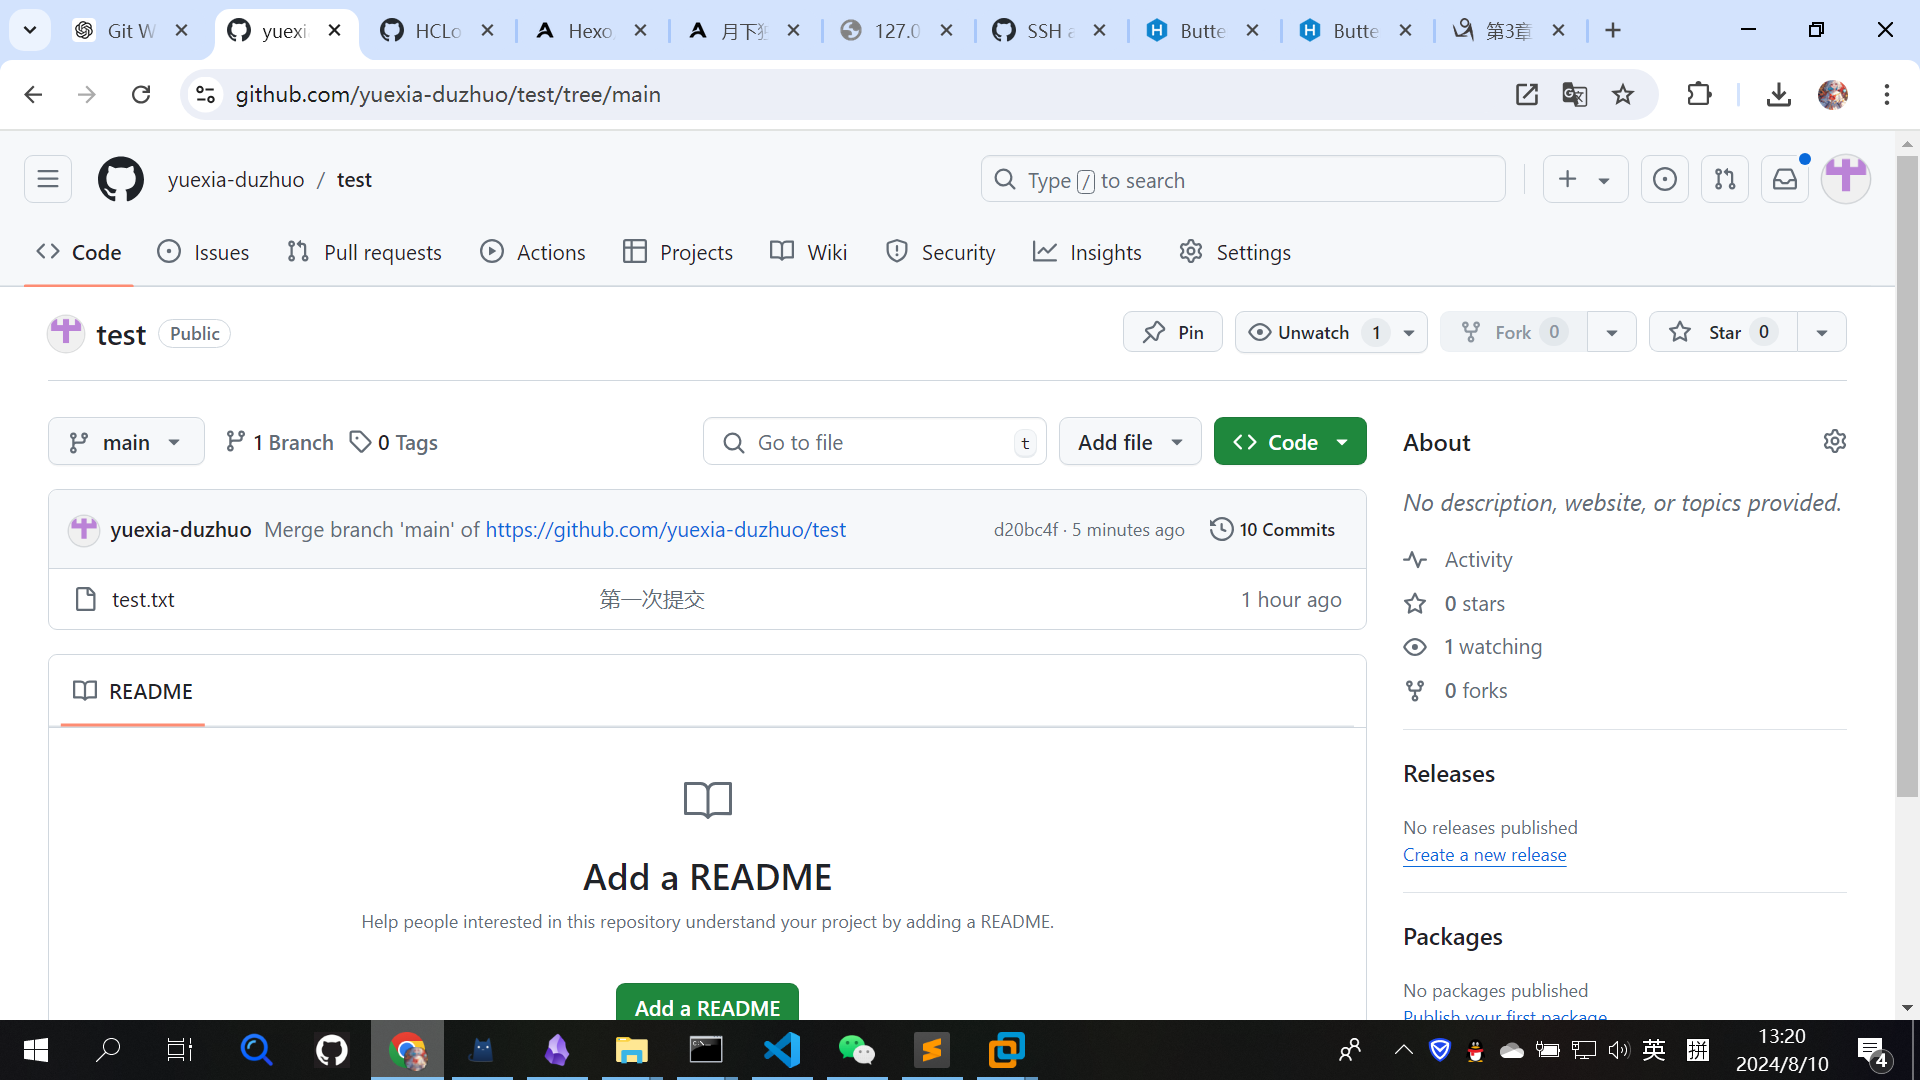 Git W
yuexi
HCLo
Hexo
月下独
127.0
SSH a
Butte
Butte
第3章
github.com/yuexia-duzhuo/test/tree/main
yuexia-duzhuo / test
Type / to search
Code
Issues
Pull requests
Actions
Projects
Wiki
Security
Insights
Settings
test Public
Pin
Unwatch 1
Fork 0
Star 0
main
1 Branch
0 Tags
Go to file t
Add file
Code
yuexia-duzhuo Merge branch 'main' of https://github.com/yuexia-duzhuo/test d20bc4f · 5 minutes ago 10 Commits
test.txt 第一次提交 1 hour ago
README
Add a README
Help people interested in this repository understand your project by adding a README.
Add a README
About
No description, website, or topics provided.
Activity
0 stars
1 watching
0 forks
Releases
No releases published
Create a new release
Packages
No packages published
Publish your first package
英
拼
13:20
2024/8/10
4